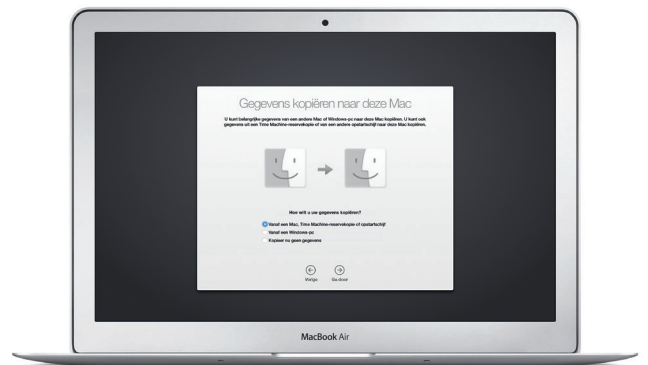 Gegevens kopiëren naar deze Mac
U kunt belangrijke gegevens van een andere Mac of Windows-pc naar deze Mac kopiëren. U kunt ook
gegevens uit een Time Machine-reservekopie of van een andere opstartschijf naar deze Mac kopiëren.
Hoe wilt u uw gegevens kopiëren?
Vanaf een Mac, Time Machine-reservekopie of opstartschijf
Vanaf een Windows-pc
Kopieer nu geen gegevens
Vorige
Ga door
MacBook Air